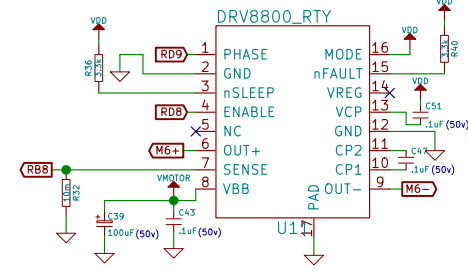 DRV8800_RTY
VDD
R36
3.3k
RD9
1 PHASE
2 GND
3 nSLEEP
RD8
4 ENABLE
5 NC
M6+
6 OUT+
RB8
7 SENSE
8 VBB
10m
R32
VMOTOR
C39
100uF (50v)
C43
.1uF (50v)
MODE 16
VDD
nFAULT 15
VDD
3.3k
R40
VREG 14
VCP 13
VDD
C51
.1uF (50v)
GND 12
CP2 11
CP1 10
C47
.1uF (50v)
OUT- 9
M6-
PAD
17